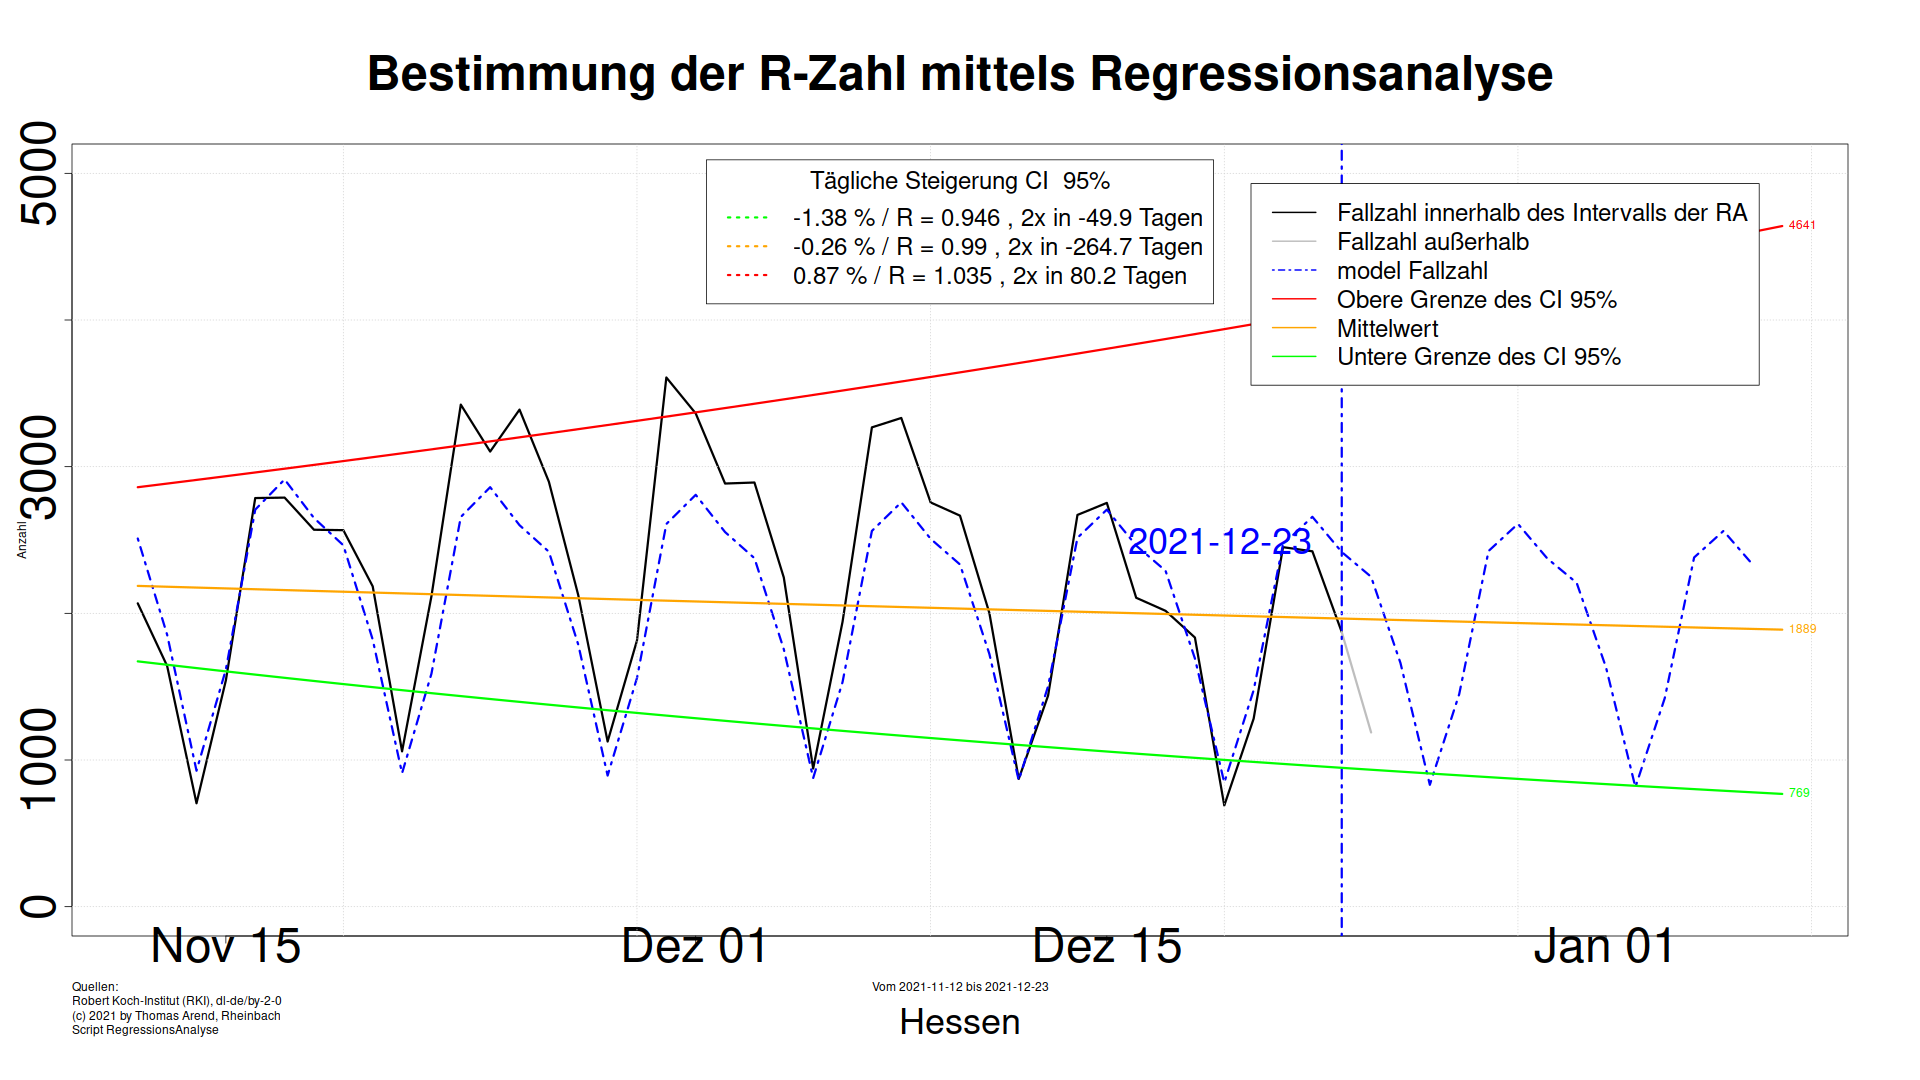 Bestimmung der R-Zahl mittels Regressionsanalyse
5000
3000
1000
0
Anzahl
Tägliche Steigerung CI  95%
-1.38 % / R = 0.946 , 2x in -49.9 Tagen
-0.26 % / R = 0.99 , 2x in -264.7 Tagen
0.87 % / R = 1.035 , 2x in 80.2 Tagen
Fallzahl innerhalb des Intervalls der RA
Fallzahl außerhalb
model Fallzahl
Obere Grenze des CI 95%
Mittelwert
Untere Grenze des CI 95%
4641
2021-12-23
1889
769
Nov 15
Dez 01
Dez 15
Jan 01
Quellen:
Robert Koch-Institut (RKI), dl-de/by-2-0
(c) 2021 by Thomas Arend, Rheinbach
Script RegressionsAnalyse
Vom 2021-11-12 bis 2021-12-23
Hessen